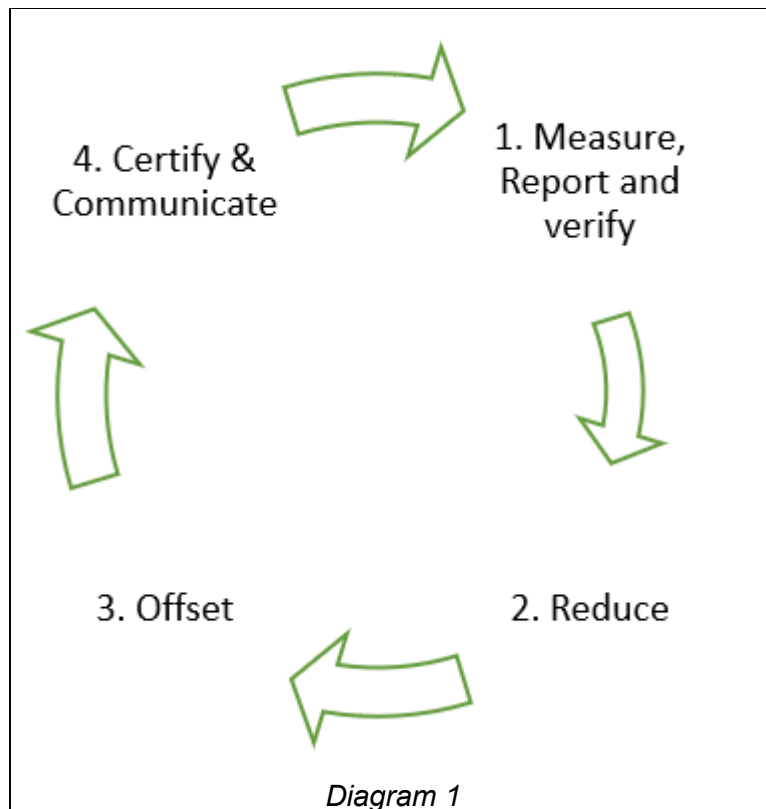 1. Measure,
Report and
verify
2. Reduce
3. Offset
4. Certify &
Communicate
Diagram 1